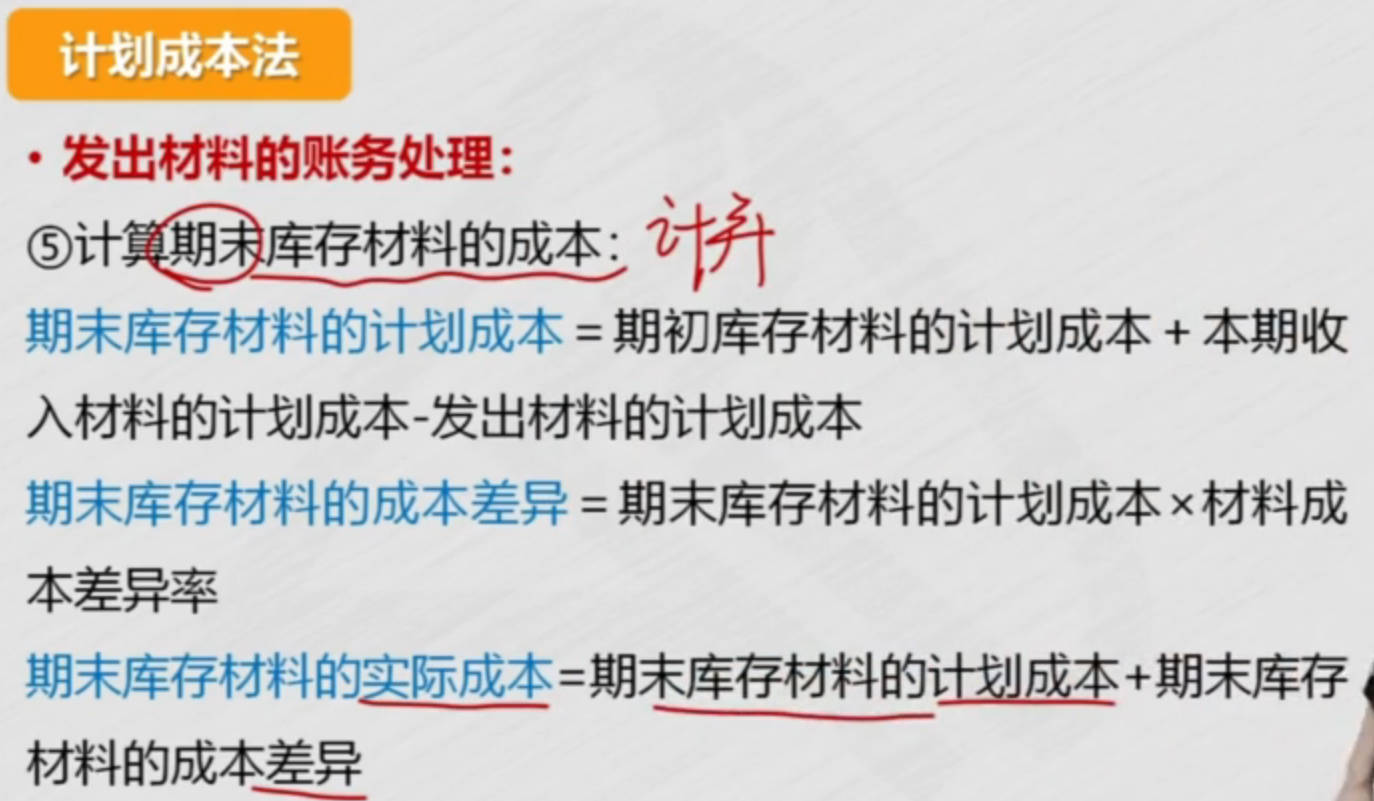 计划成本法
• 发出材料的账务处理：
⑤计算期末库存材料的成本： 计算
期末库存材料的计划成本 = 期初库存材料的计划成本 + 本期收
入材料的计划成本-发出材料的计划成本
期末库存材料的成本差异 = 期末库存材料的计划成本×材料成
本差异率
期末库存材料的实际成本=期末库存材料的计划成本+期末库存
材料的成本差异